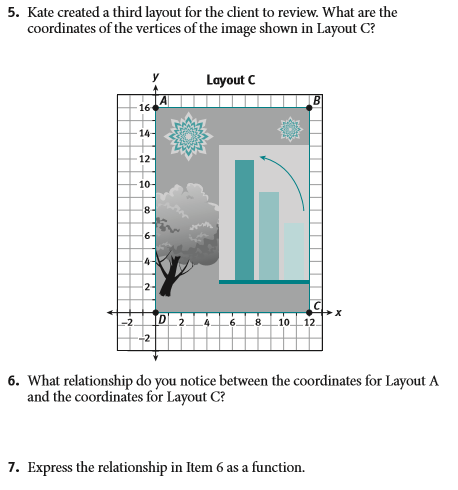 5. Kate created a third layout for the client to review. What are the
coordinates of the vertices of the image shown in Layout C?
Layout C
y
A
B
16
14
12
10
8
6
4
2
C
x
-2
D
2
4
6
8
10
12
-2
6. What relationship do you notice between the coordinates for Layout A
and the coordinates for Layout C?
7. Express the relationship in Item 6 as a function.